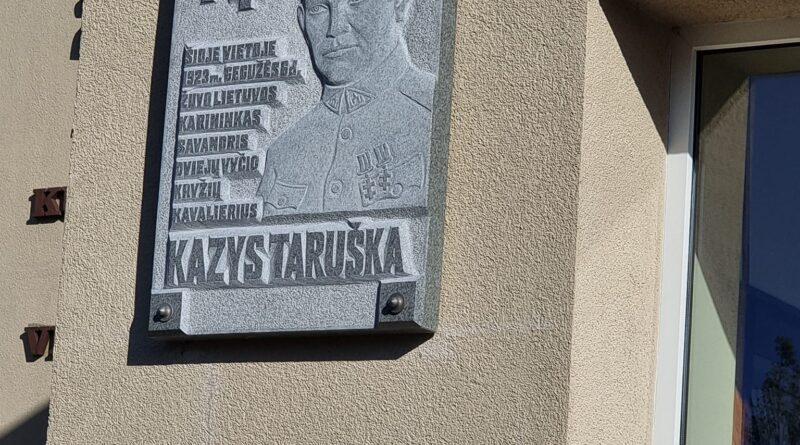 ŠIOJE VIETOJE
1923 m. GEGUŽĖS 6 d.
ŽUVO LIETUVOS
KARININKAS
SAVANORIS
DVIEJŲ VYČIO
KRYŽIŲ
KAVALIERIUS
KAZYS TARUŠKA
K
V